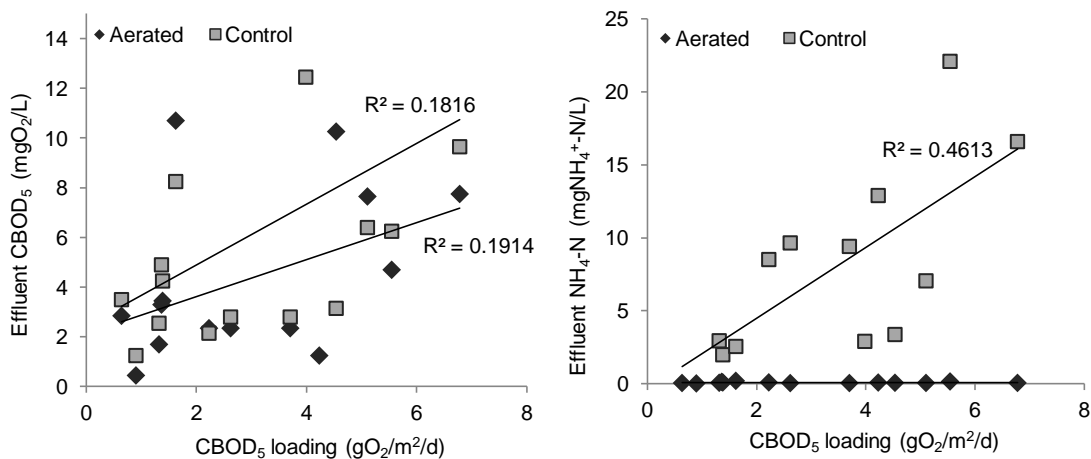 Aerated Control
Effluent CBOD₅ (mgO₂/L)
14
12
10
8
6
4
2
0
R² = 0.1816
R² = 0.1914
0 2 4 6 8
CBOD₅ loading (gO₂/m²/d)
Aerated Control
Effluent NH₄-N (mgNH₄⁺-N/L)
25
20
15
10
5
0
R² = 0.4613
0 2 4 6 8
CBOD₅ loading (gO₂/m²/d)